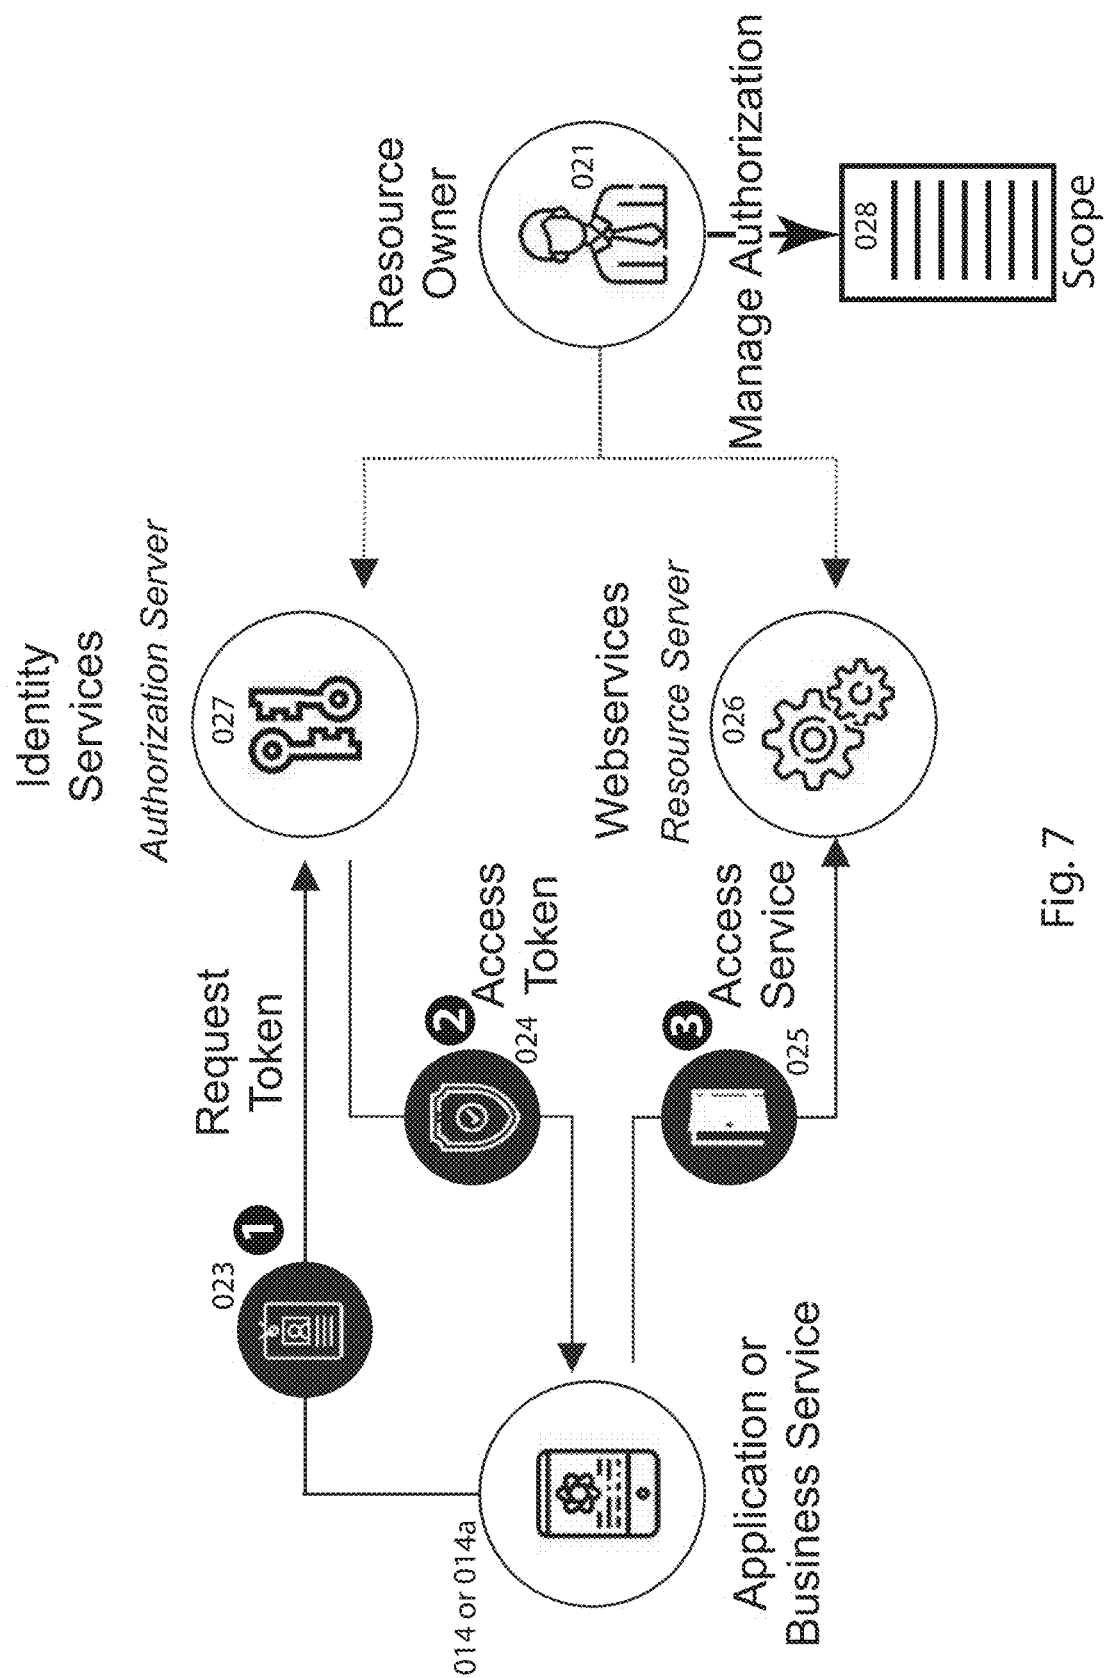 Identity
Services
Authorization Server
027
Request
Token
1
023
2
Access
Token
024
014 or 014a
Application or
Business Service
Resource
Owner
021
Webservices
Resource Server
026
3
Access
Service
025
Manage Authorization
028
Scope
Fig. 7